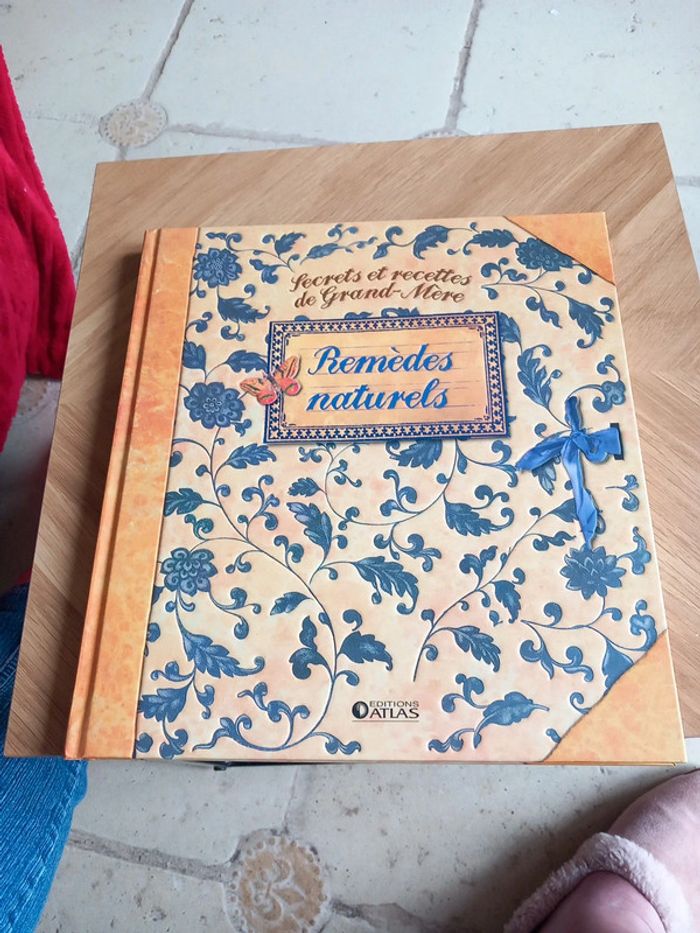 Secrets et recettes
de Grand-Mère
Remèdes
naturels
EDITIONS
ATLAS